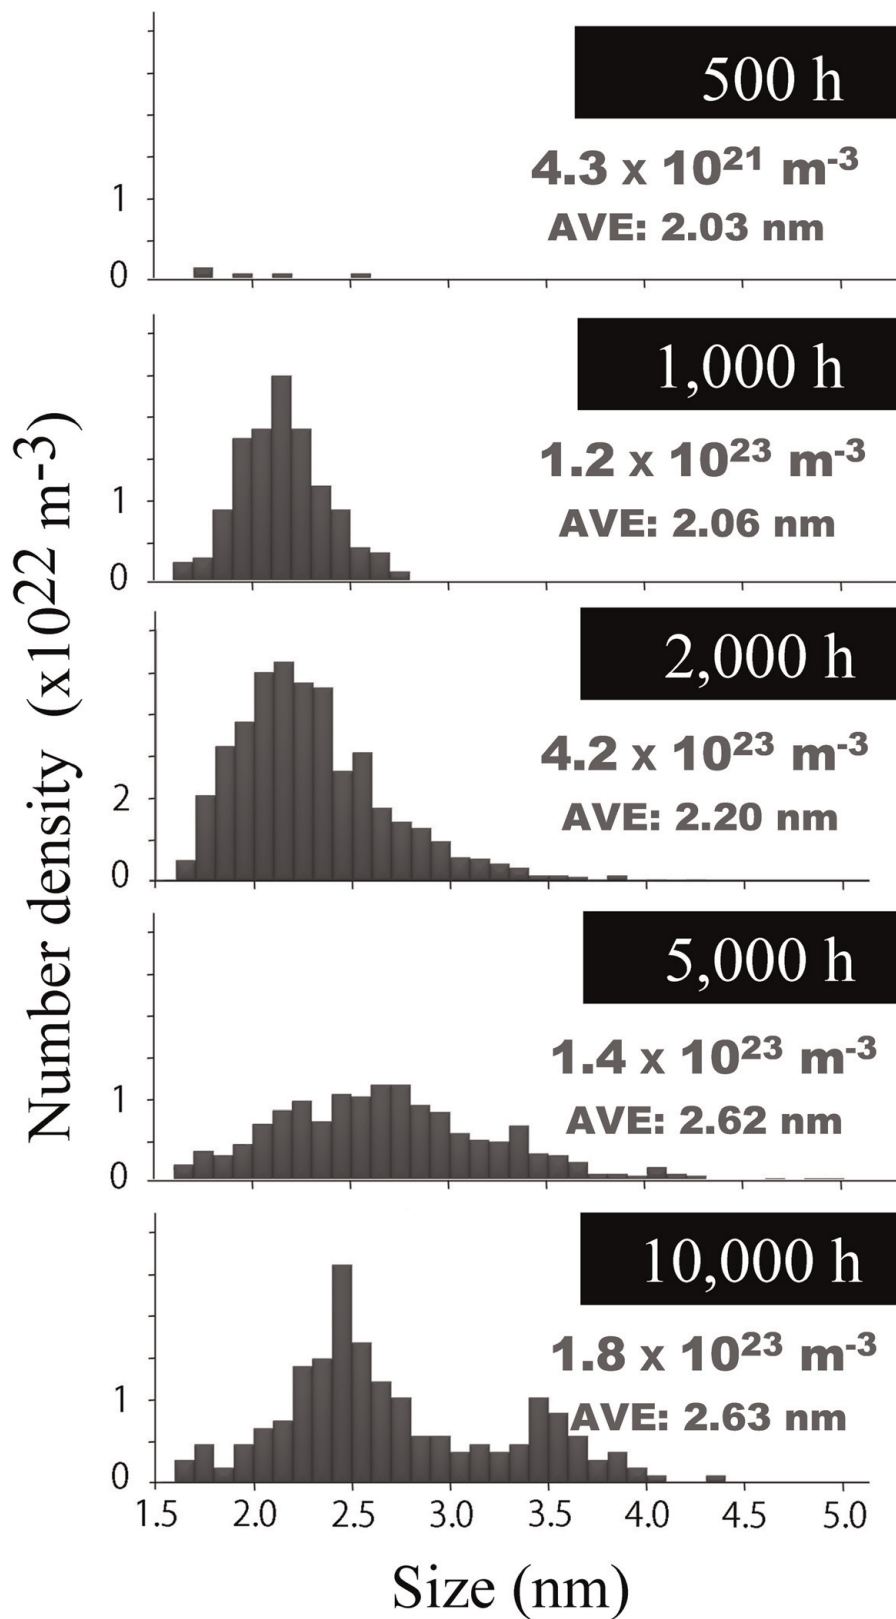 500 h
4.3 x 10²¹ m⁻³
AVE: 2.03 nm
1
0
1,000 h
1.2 x 10²³ m⁻³
AVE: 2.06 nm
1
0
2,000 h
4.2 x 10²³ m⁻³
AVE: 2.20 nm
2
0
5,000 h
1.4 x 10²³ m⁻³
AVE: 2.62 nm
1
0
10,000 h
1.8 x 10²³ m⁻³
AVE: 2.63 nm
1
0
Number density (x10²² m⁻³)
1.5 2.0 2.5 3.0 3.5 4.0 4.5 5.0
Size (nm)